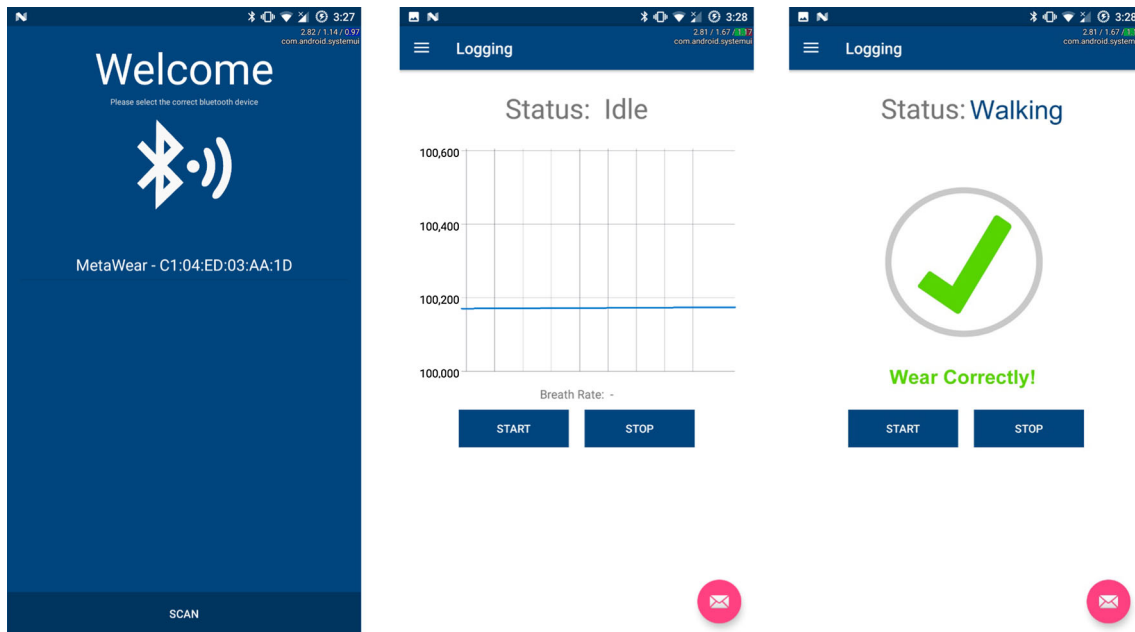 3:27
2.82 / 1.14 / 0.97
com.android.systemui
Welcome
Please select the correct bluetooth device
MetaWear - C1:04:ED:03:AA:1D
SCAN
3:28
2.81 / 1.67 / 1.17
com.android.systemui
Logging
Status: Idle
100,600
100,400
100,200
100,000
Breath Rate: -
START STOP
3:28
2.81 / 1.67 /
com.android.system
Logging
Status: Walking
Wear Correctly!
START STOP